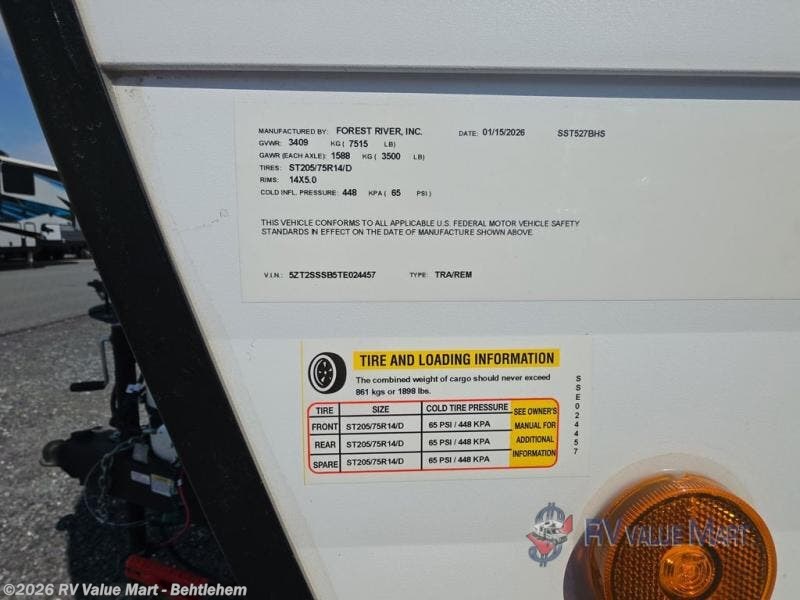 MANUFACTURED BY: FOREST RIVER, INC. DATE: 01/15/2026 SST527BHS
GVWR: 3409 KG ( 7515 LB)
GAWR (EACH AXLE): 1588 KG ( 3500 LB)
TIRES: ST205/75R14/D
RIMS: 14X5.0
COLD INFL. PRESSURE: 448 KPA ( 65 PSI )
THIS VEHICLE CONFORMS TO ALL APPLICABLE U.S. FEDERAL MOTOR VEHICLE SAFETY
STANDARDS IN EFFECT ON THE DATE OF MANUFACTURE SHOWN ABOVE
V.I.N.: 5ZT2SSSB5TE024457 TYPE: TRA/REM
TIRE AND LOADING INFORMATION
The combined weight of cargo should never exceed
861 kgs or 1898 lbs.
TIRE SIZE COLD TIRE PRESSURE
FRONT ST205/75R14/D 65 PSI / 448 KPA
REAR ST205/75R14/D 65 PSI / 448 KPA
SPARE ST205/75R14/D 65 PSI / 448 KPA
SEE OWNER'S
MANUAL FOR
ADDITIONAL
INFORMATION
SSE024457
RV VALUE MART
©2026 RV Value Mart - Behtlehem